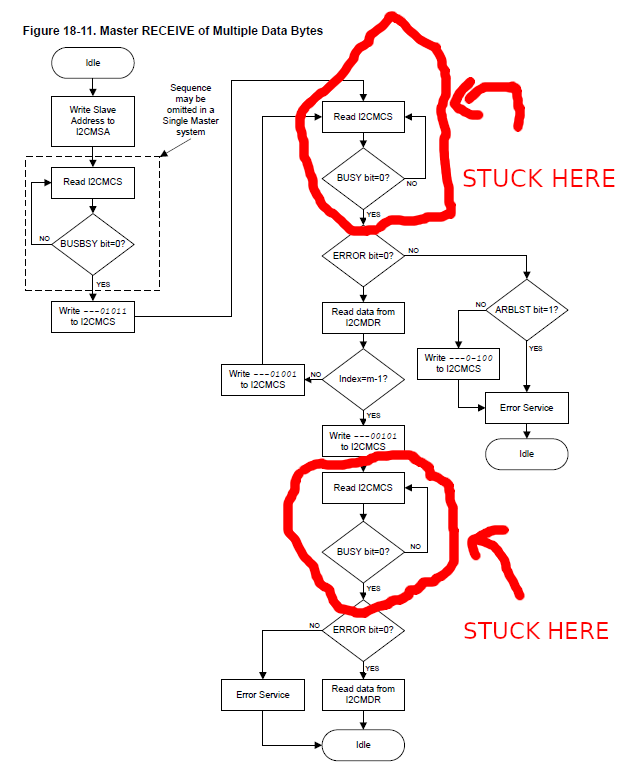 Figure 18-11. Master RECEIVE of Multiple Data Bytes
Idle
Write Slave
Address to
I2CMSA
Sequence
may be
omitted in a
Single Master
system
Read I2CMCS
BUSBSY bit=0?
NO
YES
Write ---01011
to I2CMCS
Read I2CMCS
BUSY bit=0?
NO
YES
STUCK HERE
ERROR bit=0?
NO
YES
Read data from
I2CMDR
ARBLST bit=1?
NO
YES
Write ---0-100
to I2CMCS
Error Service
Idle
Index=m-1?
NO
Write ---01001
to I2CMCS
YES
Write ---00101
to I2CMCS
Read I2CMCS
BUSY bit=0?
NO
YES
STUCK HERE
ERROR bit=0?
NO
YES
Error Service
Read data from
I2CMDR
Idle